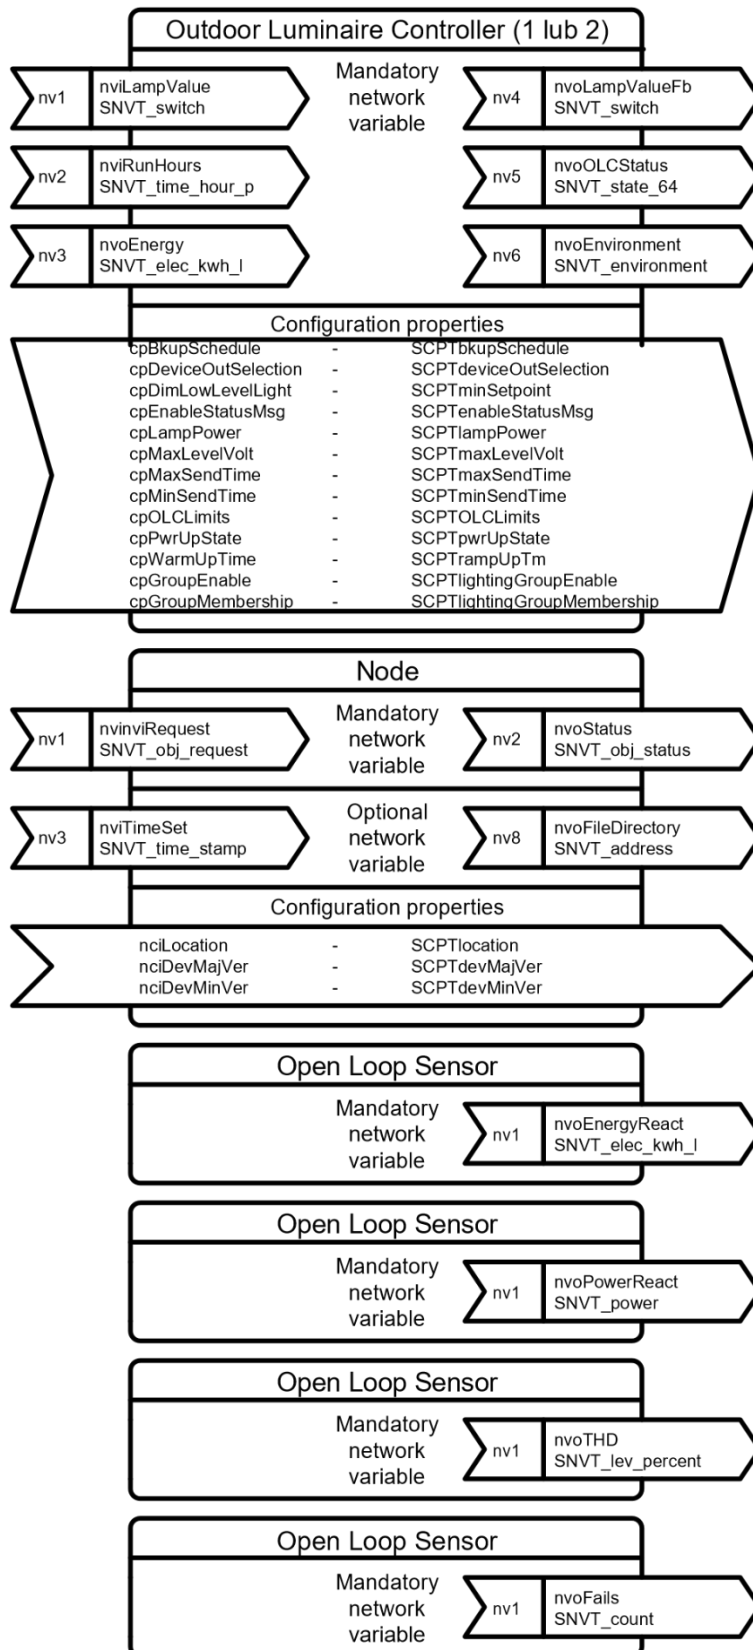 Outdoor Luminaire Controller (1 lub 2)
nv1
nviLampValue
SNVT_switch
Mandatory
network
variable
nv4
nvoLampValueFb
SNVT_switch
nv2
nviRunHours
SNVT_time_hour_p
nv5
nvoOLCStatus
SNVT_state_64
nv3
nvoEnergy
SNVT_elec_kwh_l
nv6
nvoEnvironment
SNVT_environment
Configuration properties
cpBkupSchedule - SCPTbkupSchedule
cpDeviceOutSelection - SCPTdeviceOutSelection
cpDimLowLevelLight - SCPTminSetpoint
cpEnableStatusMsg - SCPTenableStatusMsg
cpLampPower - SCPTlampPower
cpMaxLevelVolt - SCPTmaxLevelVolt
cpMaxSendTime - SCPTmaxSendTime
cpMinSendTime - SCPTminSendTime
cpOLCLimits - SCPTOLCLimits
cpPwrUpState - SCPTpwrUpState
cpWarmUpTime - SCPTrampUpTm
cpGroupEnable - SCPTlightingGroupEnable
cpGroupMembership - SCPTlightingGroupMembership
Node
nv1
nvinviRequest
SNVT_obj_request
Mandatory
network
variable
nv2
nvoStatus
SNVT_obj_status
nv3
nviTimeSet
SNVT_time_stamp
Optional
network
variable
nv8
nvoFileDirectory
SNVT_address
Configuration properties
nciLocation - SCPTlocation
nciDevMajVer - SCPTdevMajVer
nciDevMinVer - SCPTdevMinVer
Open Loop Sensor
Mandatory
network
variable
nv1
nvoEnergyReact
SNVT_elec_kwh_l
Open Loop Sensor
Mandatory
network
variable
nv1
nvoPowerReact
SNVT_power
Open Loop Sensor
Mandatory
network
variable
nv1
nvoTHD
SNVT_lev_percent
Open Loop Sensor
Mandatory
network
variable
nv1
nvoFails
SNVT_count